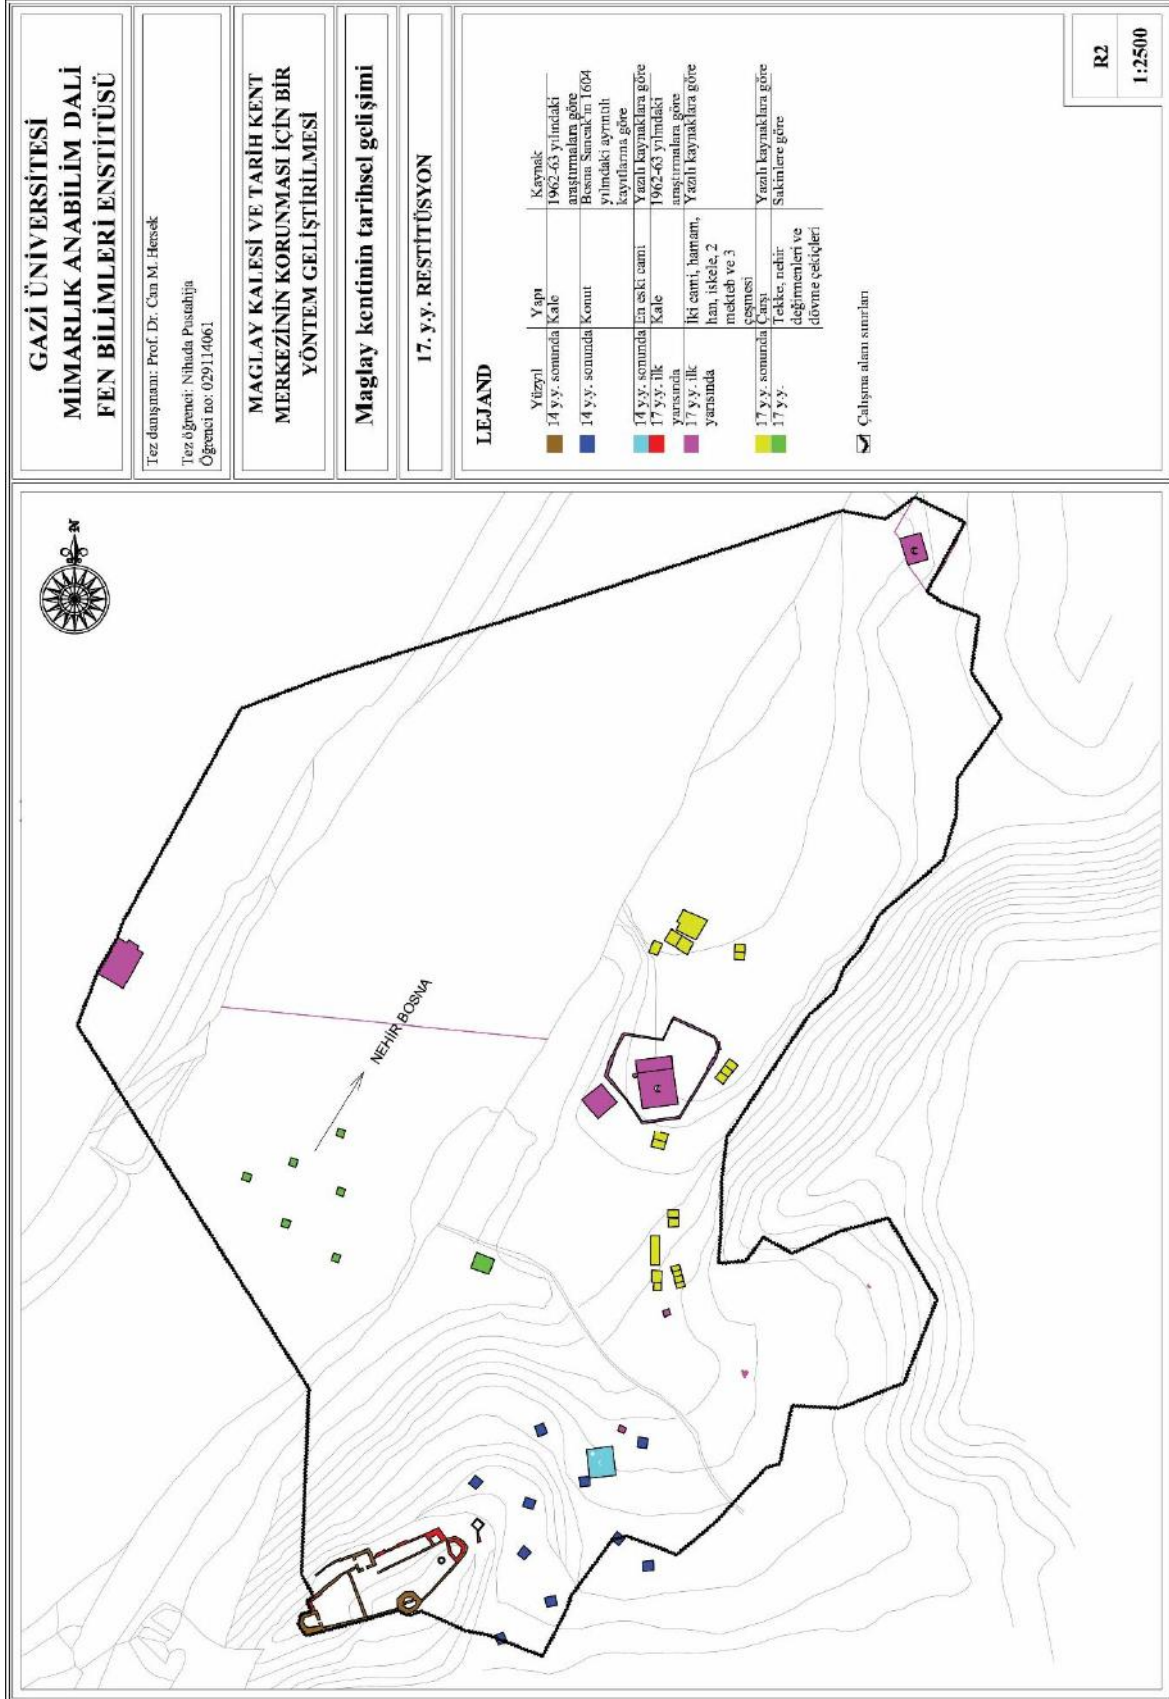 GAZİ ÜNİVERSİTESİ
MİMARLIK ANABİLİM DALİ
FEN BİLİMLERİ ENSTİTÜSÜ
Tez danışmanı: Prof. Dr. Can M. Hersek
Tez öğrenci: Nihada Pustahija
Öğrenci no: 029114061
MAGLAY KALESİ VE TARİH KENT
MERKEZİNİN KORUNMASI İÇİN BİR
YÖNTEM GELİŞTİRİLMESİ
Maglay kentinin tarihsel gelişimi
17. y.y. RESTİTÜSYON
LEJAND
Yüzyıl Yapı Kaynak
14 y.y. sonunda Kale 1962-63 yılındaki
araştırmalara göre
14 y.y. sonunda Konut Bosna Sancak'ın 1604
yılındaki ayrıntılı
kayıtlarına göre
14 y.y. sonunda En eski cami Yazılı kaynaklara göre
17 y.y. ilk Kale 1962-63 yılındaki
yarısında araştırmalara göre
17 y.y. ilk İki cami, hamam, Yazılı kaynaklara göre
yarısında han, iskele, 2
mekteb ve 3
çeşmesi
17 y.y. sonunda Çarşı Yazılı kaynaklara göre
17 y.y. Tekke, nehir Sakinlere göre
değirmenleri ve
dövme çekiçleri
Çalışma alanı sınırları
R2
1:2500
N
NEHİR BOSNA